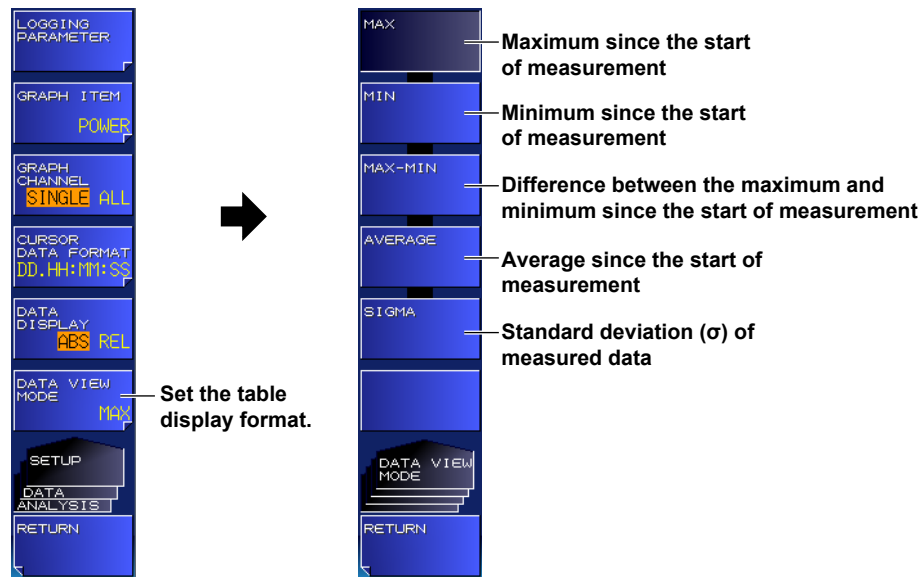 LOGGING
PARAMETER
GRAPH ITEM
POWER
GRAPH
CHANNEL
SINGLE ALL
CURSOR
DATA FORMAT
DD.HH:MM:SS
DATA
DISPLAY
ABS REL
DATA VIEW
MODE
MAX
Set the table
display format.
SETUP
DATA
ANALYSIS
RETURN
MAX
Maximum since the start
of measurement
MIN
Minimum since the start
of measurement
MAX-MIN
Difference between the maximum and
minimum since the start of measurement
AVERAGE
Average since the start of
measurement
SIGMA
Standard deviation (σ) of
measured data
DATA VIEW
MODE
RETURN